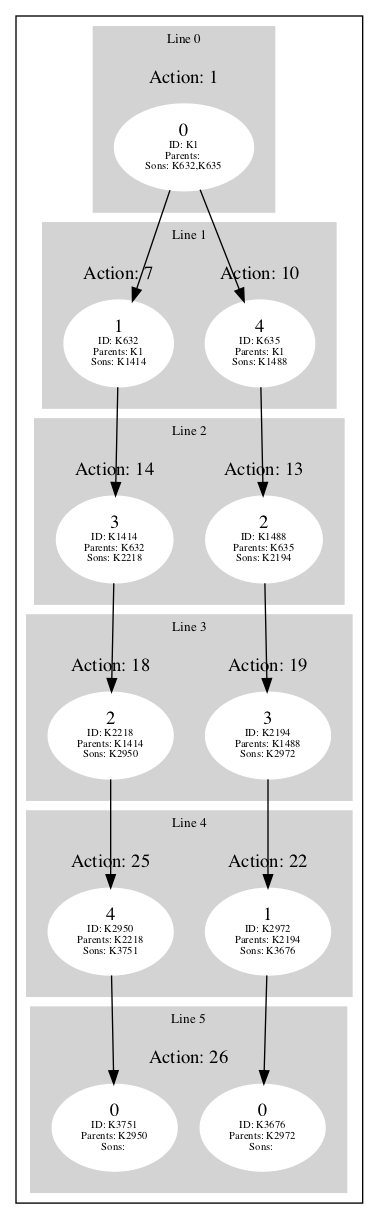 Line 0
Action: 1
0
ID: K1
Parents:
Sons: K632,K635
Line 1
Action: 7
Action: 10
1
ID: K632
Parents: K1
Sons: K1414
4
ID: K635
Parents: K1
Sons: K1488
Line 2
Action: 14
Action: 13
3
ID: K1414
Parents: K632
Sons: K2218
2
ID: K1488
Parents: K635
Sons: K2194
Line 3
Action: 18
Action: 19
2
ID: K2218
Parents: K1414
Sons: K2950
3
ID: K2194
Parents: K1488
Sons: K2972
Line 4
Action: 25
Action: 22
4
ID: K2950
Parents: K2218
Sons: K3751
1
ID: K2972
Parents: K2194
Sons: K3676
Line 5
Action: 26
0
ID: K3751
Parents: K2950
Sons:
0
ID: K3676
Parents: K2972
Sons: